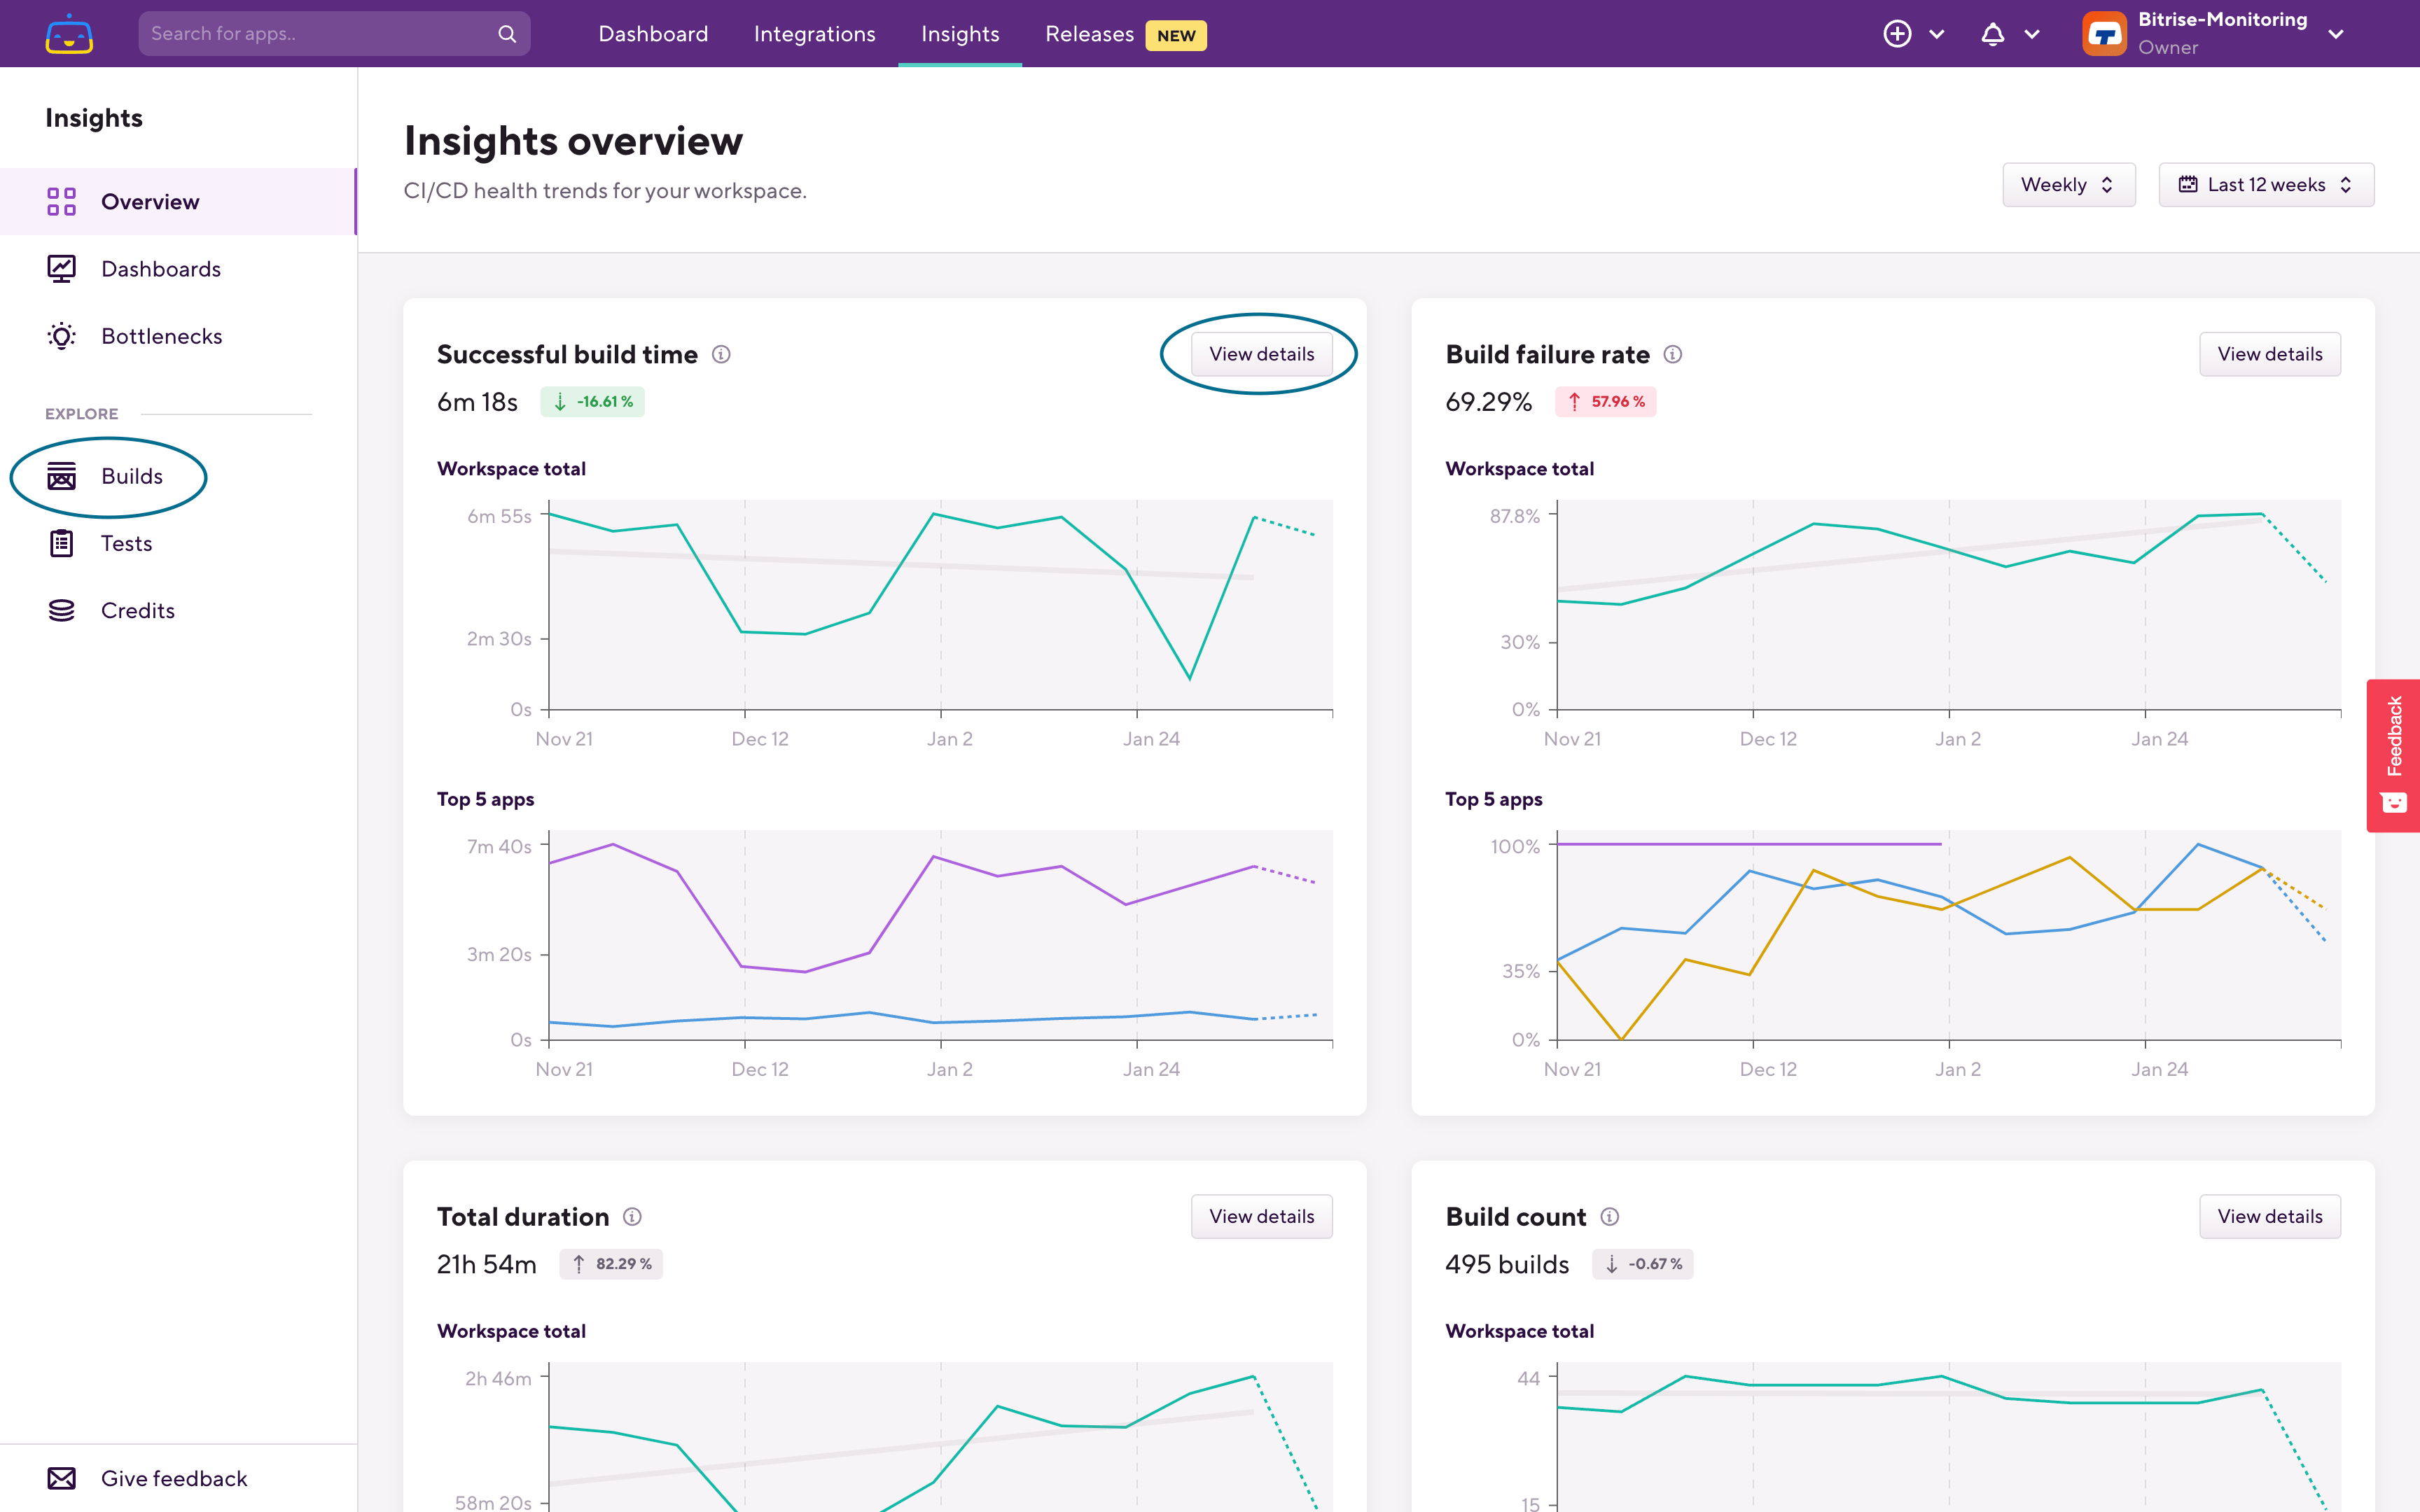 Search for apps..
Dashboard
Integrations
Insights
Releases NEW
Bitrise-Monitoring
Owner
Insights
Overview
Dashboards
Bottlenecks
EXPLORE
Builds
Tests
Credits
Give feedback
Insights overview
CI/CD health trends for your workspace.
Weekly
Last 12 weeks
Successful build time
View details
6m 18s
-16.61 %
Workspace total
6m 55s
2m 30s
0s
Nov 21 Dec 12 Jan 2 Jan 24
Top 5 apps
7m 40s
3m 20s
0s
Nov 21 Dec 12 Jan 2 Jan 24
Build failure rate
View details
69.29%
57.96 %
Workspace total
87.8%
30%
0%
Nov 21 Dec 12 Jan 2 Jan 24
Top 5 apps
100%
35%
0%
Nov 21 Dec 12 Jan 2 Jan 24
Total duration
View details
21h 54m
82.29 %
Workspace total
2h 46m
58m 20s
Build count
View details
495 builds
-0.67 %
Workspace total
44
15
Feedback